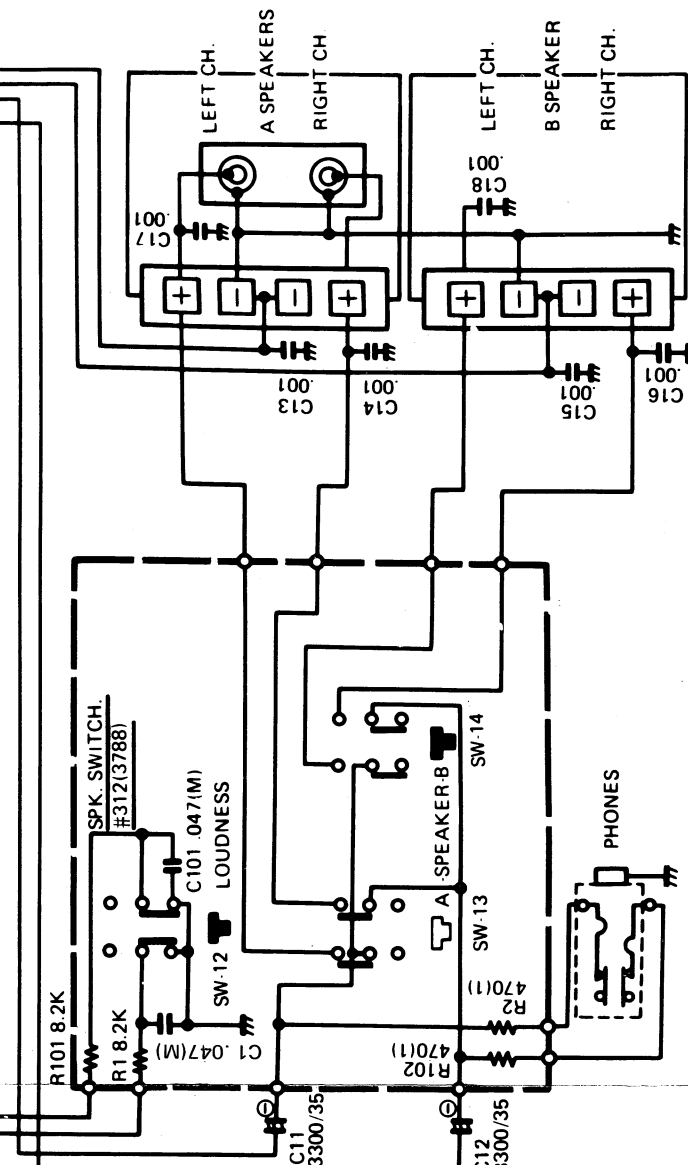 LEFT CH.
A SPEAKERS
RIGHT CH.
LEFT CH.
B SPEAKER
RIGHT CH.
C17
.001
C18
.001
+
−
−
+
+
−
−
+
C13
.001
C14
.001
C15
.001
C16
.001
SPK. SWITCH.
#312(3788)
C101 .047(M)
LOUDNESS
SW-12
SW-14
A -SPEAKER-B
SW-13
PHONES
R101 8.2K
R1 8.2K
C1 .047(M)
R2
470(1)
R102
470(1)
⊖
C11
3300/35
⊖
C12
3300/35